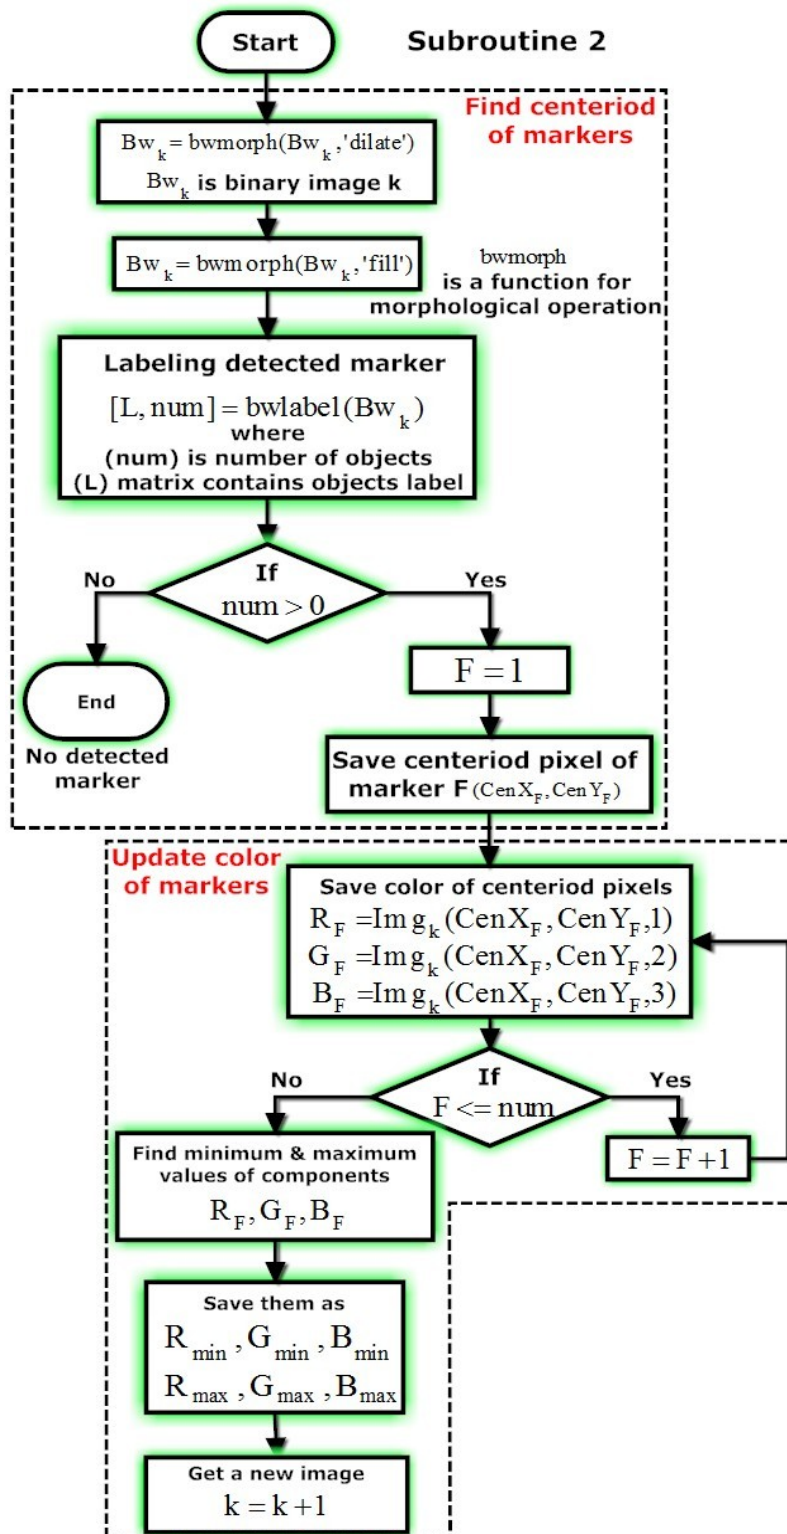 Start
Subroutine 2
Find centeriod
of markers
Bw_k = bwmorph(Bw_k ,'dilate')
Bw_k is binary image k
Bw_k = bwmorph(Bw_k ,'fill')
bwmorph
is a function for
morphological operation
Labeling detected marker
[L, num] = bwlabel(Bw_k)
where
(num) is number of objects
(L) matrix contains objects label
If
num > 0
No
Yes
End
No detected
marker
F = 1
Save centeriod pixel of
marker F (CenX_F, CenY_F)
Update color
of markers
Save color of centeriod pixels
R_F =Img_k (CenX_F, CenY_F,1)
G_F =Img_k (CenX_F, CenY_F,2)
B_F =Img_k (CenX_F, CenY_F,3)
If
F <= num
No
Yes
F = F+1
Find minimum & maximum
values of components
R_F, G_F, B_F
Save them as
R_min , G_min , B_min
R_max , G_max , B_max
Get a new image
k = k+1